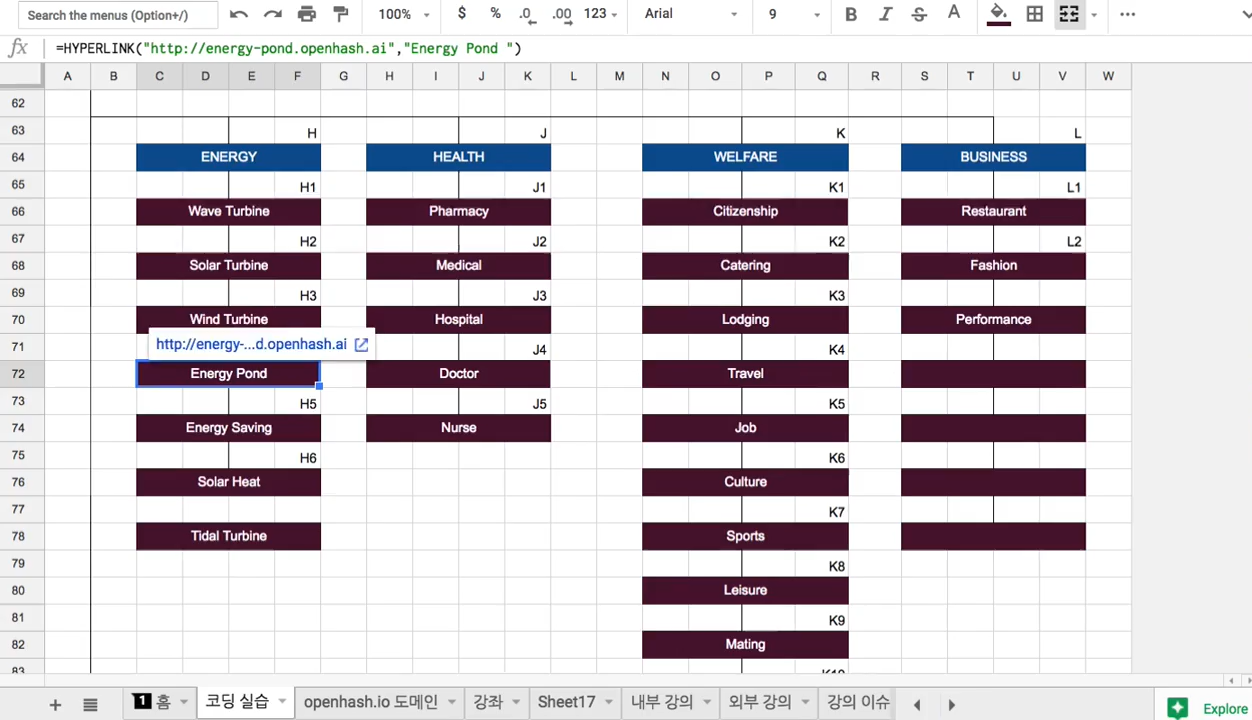 Search the menus (Option+/)
100%
$ % .0 .00 123
Arial
9
B I S A
fx =HYPERLINK("http://energy-pond.openhash.ai","Energy Pond ")
A B C D E F G H I J K L M N O P Q R S T U V W
62
63 H J K L
64 ENERGY HEALTH WELFARE BUSINESS
65 H1 J1 K1 L1
66 Wave Turbine Pharmacy Citizenship Restaurant
67 H2 J2 K2 L2
68 Solar Turbine Medical Catering Fashion
69 H3 J3 K3
70 Wind Turbine Hospital Lodging Performance
71 http://energy-...d.openhash.ai J4 K4
72 Energy Pond Doctor Travel
73 H5 J5 K5
74 Energy Saving Nurse Job
75 H6 K6
76 Solar Heat Culture
77 K7
78 Tidal Turbine Sports
79 K8
80 Leisure
81 K9
82 Mating
83 K10
1 홈 코딩 실습 openhash.io 도메인 강좌 Sheet17 내부 강의 외부 강의 강의 이슈
Explore